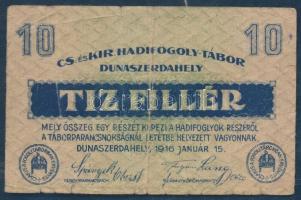 10 CS. és KIR. HADIFOGOLY-TÁBOR 10
DUNASZERDAHELY
TIZ FILLÉR
MELY ÖSSZEG EGY RÉSZÉT KÉPEZI A HADIFOGLYOK RÉSZÉRŐL
A TÁBORPARANCSNOKSÁGNÁL LETÉTBE HELYEZETT VAGYONNAK.
DUNASZERDAHELY, 1916 JANUÁR 15.